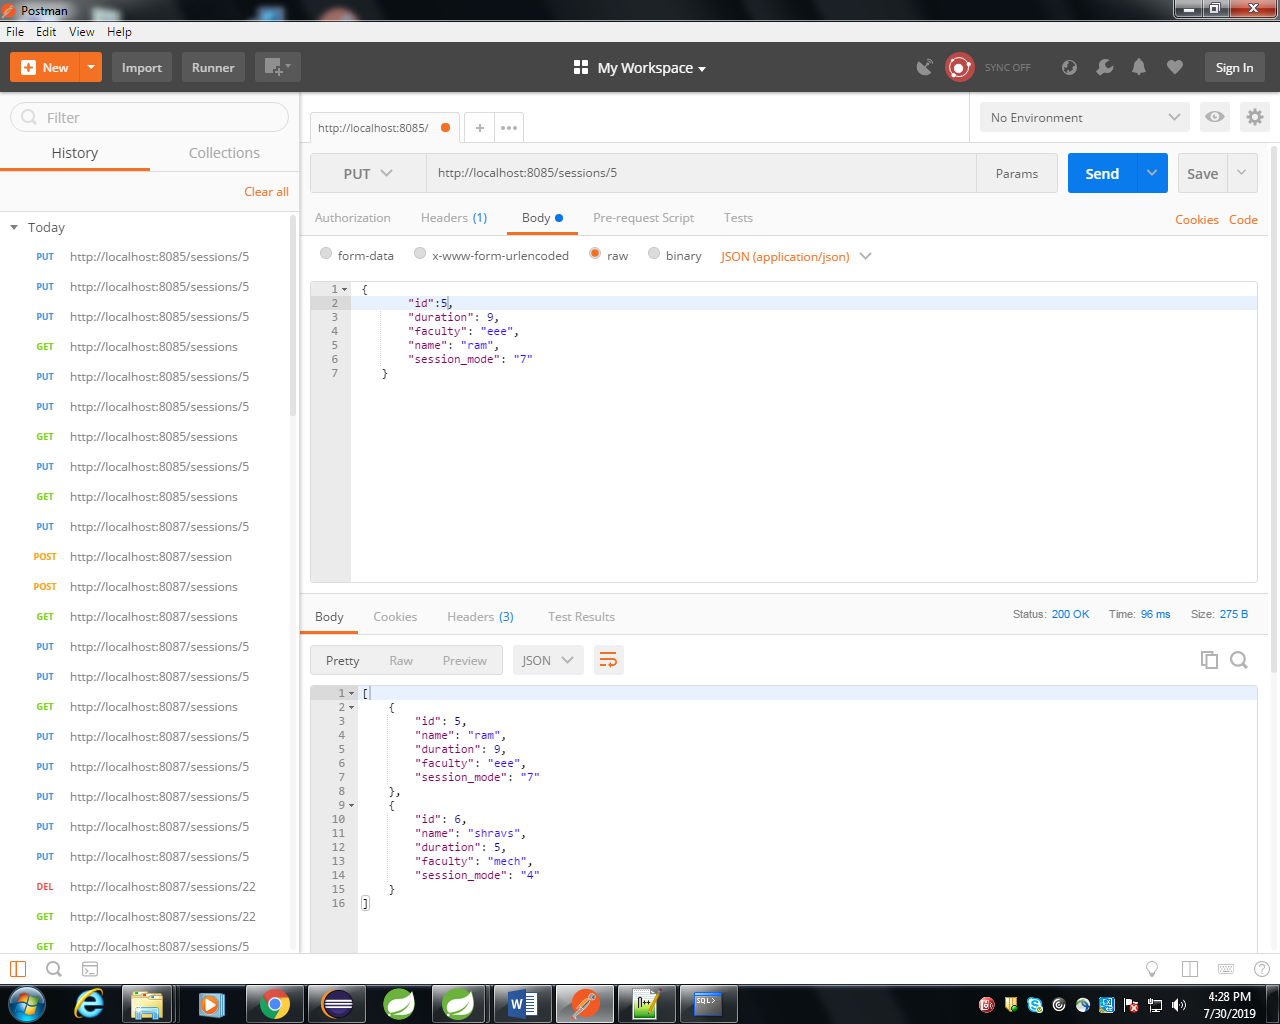 Postman
File Edit View Help
New Import Runner My Workspace SYNC OFF Sign In
Filter
History Collections
Clear all
Today
PUT http://localhost:8085/sessions/5
PUT http://localhost:8085/sessions/5
PUT http://localhost:8085/sessions/5
GET http://localhost:8085/sessions
PUT http://localhost:8085/sessions/5
PUT http://localhost:8085/sessions/5
GET http://localhost:8085/sessions
PUT http://localhost:8085/sessions/5
GET http://localhost:8085/sessions
PUT http://localhost:8087/sessions/5
POST http://localhost:8087/session
POST http://localhost:8087/sessions
GET http://localhost:8087/sessions
PUT http://localhost:8087/sessions/5
PUT http://localhost:8087/sessions/5
GET http://localhost:8087/sessions
PUT http://localhost:8087/sessions/5
PUT http://localhost:8087/sessions/5
PUT http://localhost:8087/sessions/5
PUT http://localhost:8087/sessions/5
PUT http://localhost:8087/sessions/5
DEL http://localhost:8087/sessions/22
GET http://localhost:8087/sessions/22
GET http://localhost:8087/sessions/5
http://localhost:8085/ + ••• No Environment
PUT http://localhost:8085/sessions/5 Params Send Save
Authorization Headers (1) Body Pre-request Script Tests Cookies Code
form-data x-www-form-urlencoded raw binary JSON (application/json)
1 {
2 "id":5,
3 "duration": 9,
4 "faculty": "eee",
5 "name": "ram",
6 "session_mode": "7"
7 }
Body Cookies Headers (3) Test Results Status: 200 OK Time: 96 ms Size: 275 B
Pretty Raw Preview JSON
1 [
2 {
3 "id": 5,
4 "name": "ram",
5 "duration": 9,
6 "faculty": "eee",
7 "session_mode": "7"
8 },
9 {
10 "id": 6,
11 "name": "shravs",
12 "duration": 5,
13 "faculty": "mech",
14 "session_mode": "4"
15 }
16 ]
SQL>
4:28 PM
7/30/2019